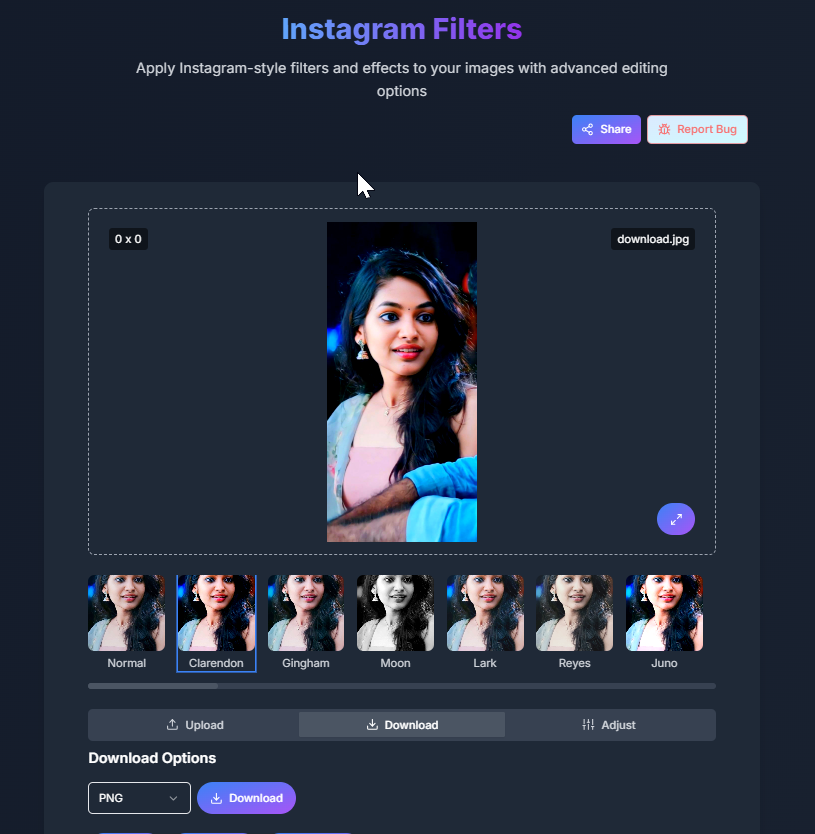 Instagram Filters
Apply Instagram-style filters and effects to your images with advanced editing
options
Share
Report Bug
0 x 0
download.jpg
Normal
Clarendon
Gingham
Moon
Lark
Reyes
Juno
Upload
Download
Adjust
Download Options
PNG
Download